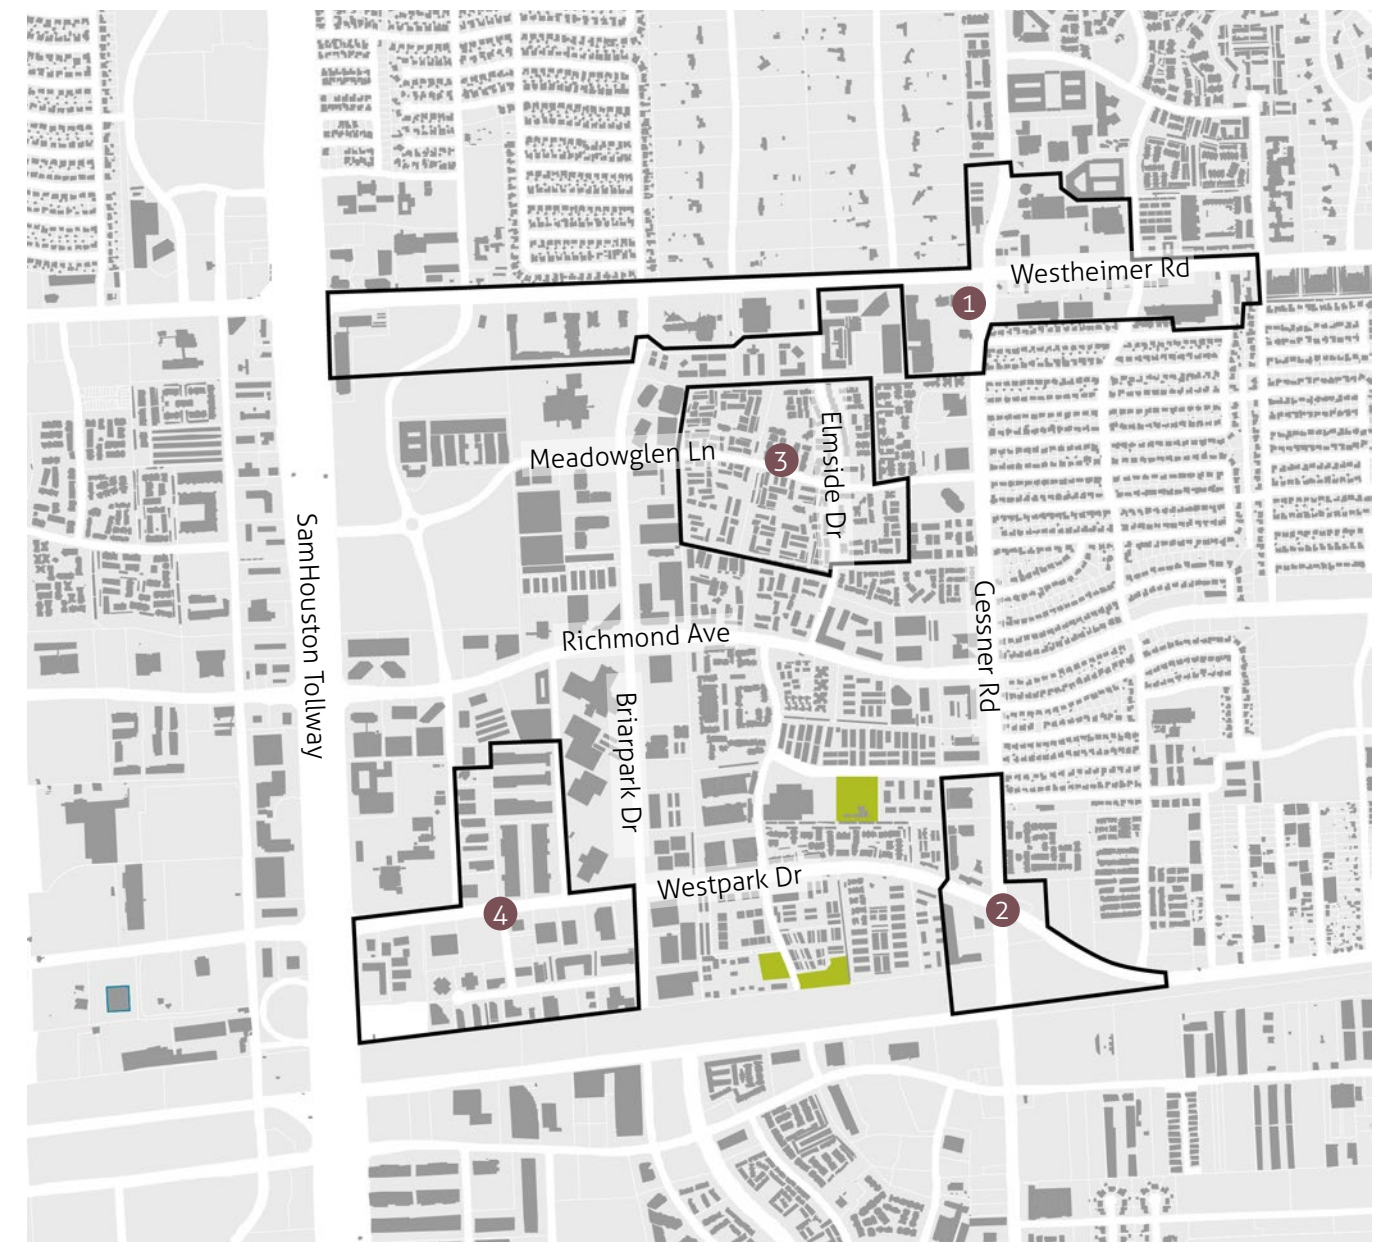 Westheimer Rd
1
Elmside Dr
Meadowglen Ln
3
SamHouston Tollway
Gessner Rd
Richmond Ave
Briarpark Dr
Westpark Dr
4
2